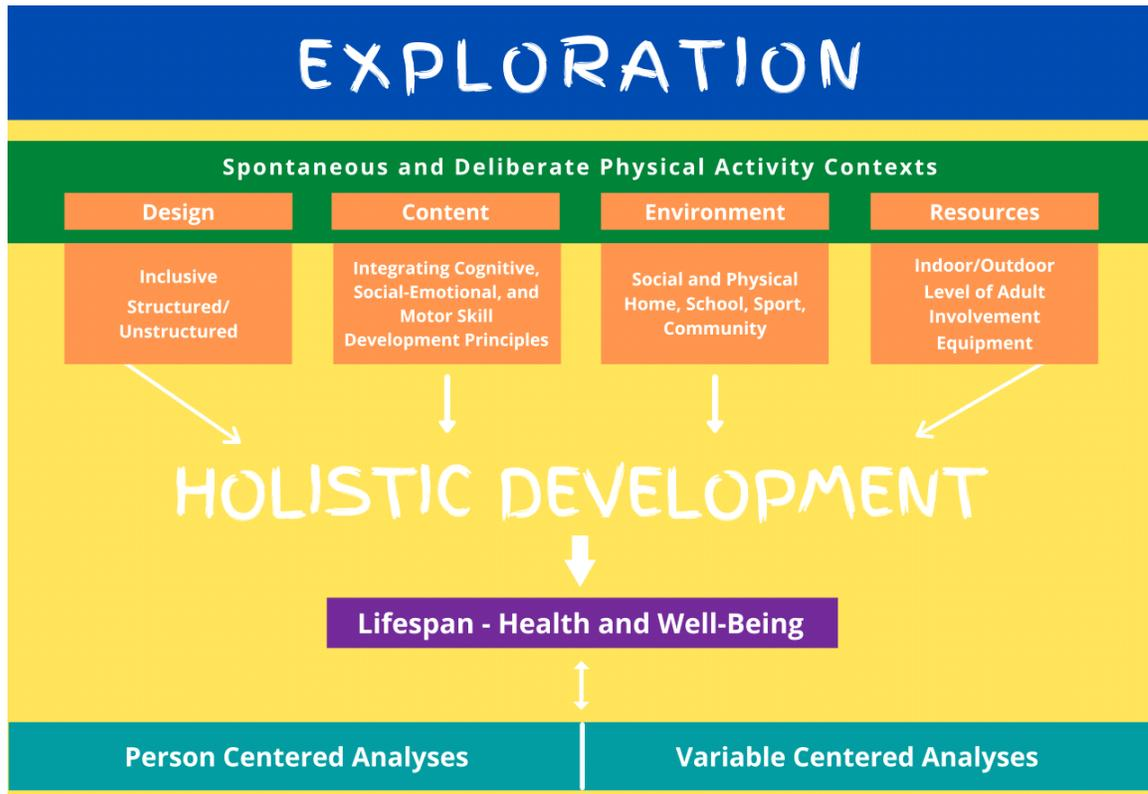 EXPLORATION
Spontaneous and Deliberate Physical Activity Contexts
Design
Content
Environment
Resources
Inclusive
Structured/
Unstructured
Integrating Cognitive,
Social-Emotional, and
Motor Skill
Development Principles
Social and Physical
Home, School, Sport,
Community
Indoor/Outdoor
Level of Adult
Involvement
Equipment
HOLISTIC DEVELOPMENT
Lifespan - Health and Well-Being
Person Centered Analyses
Variable Centered Analyses